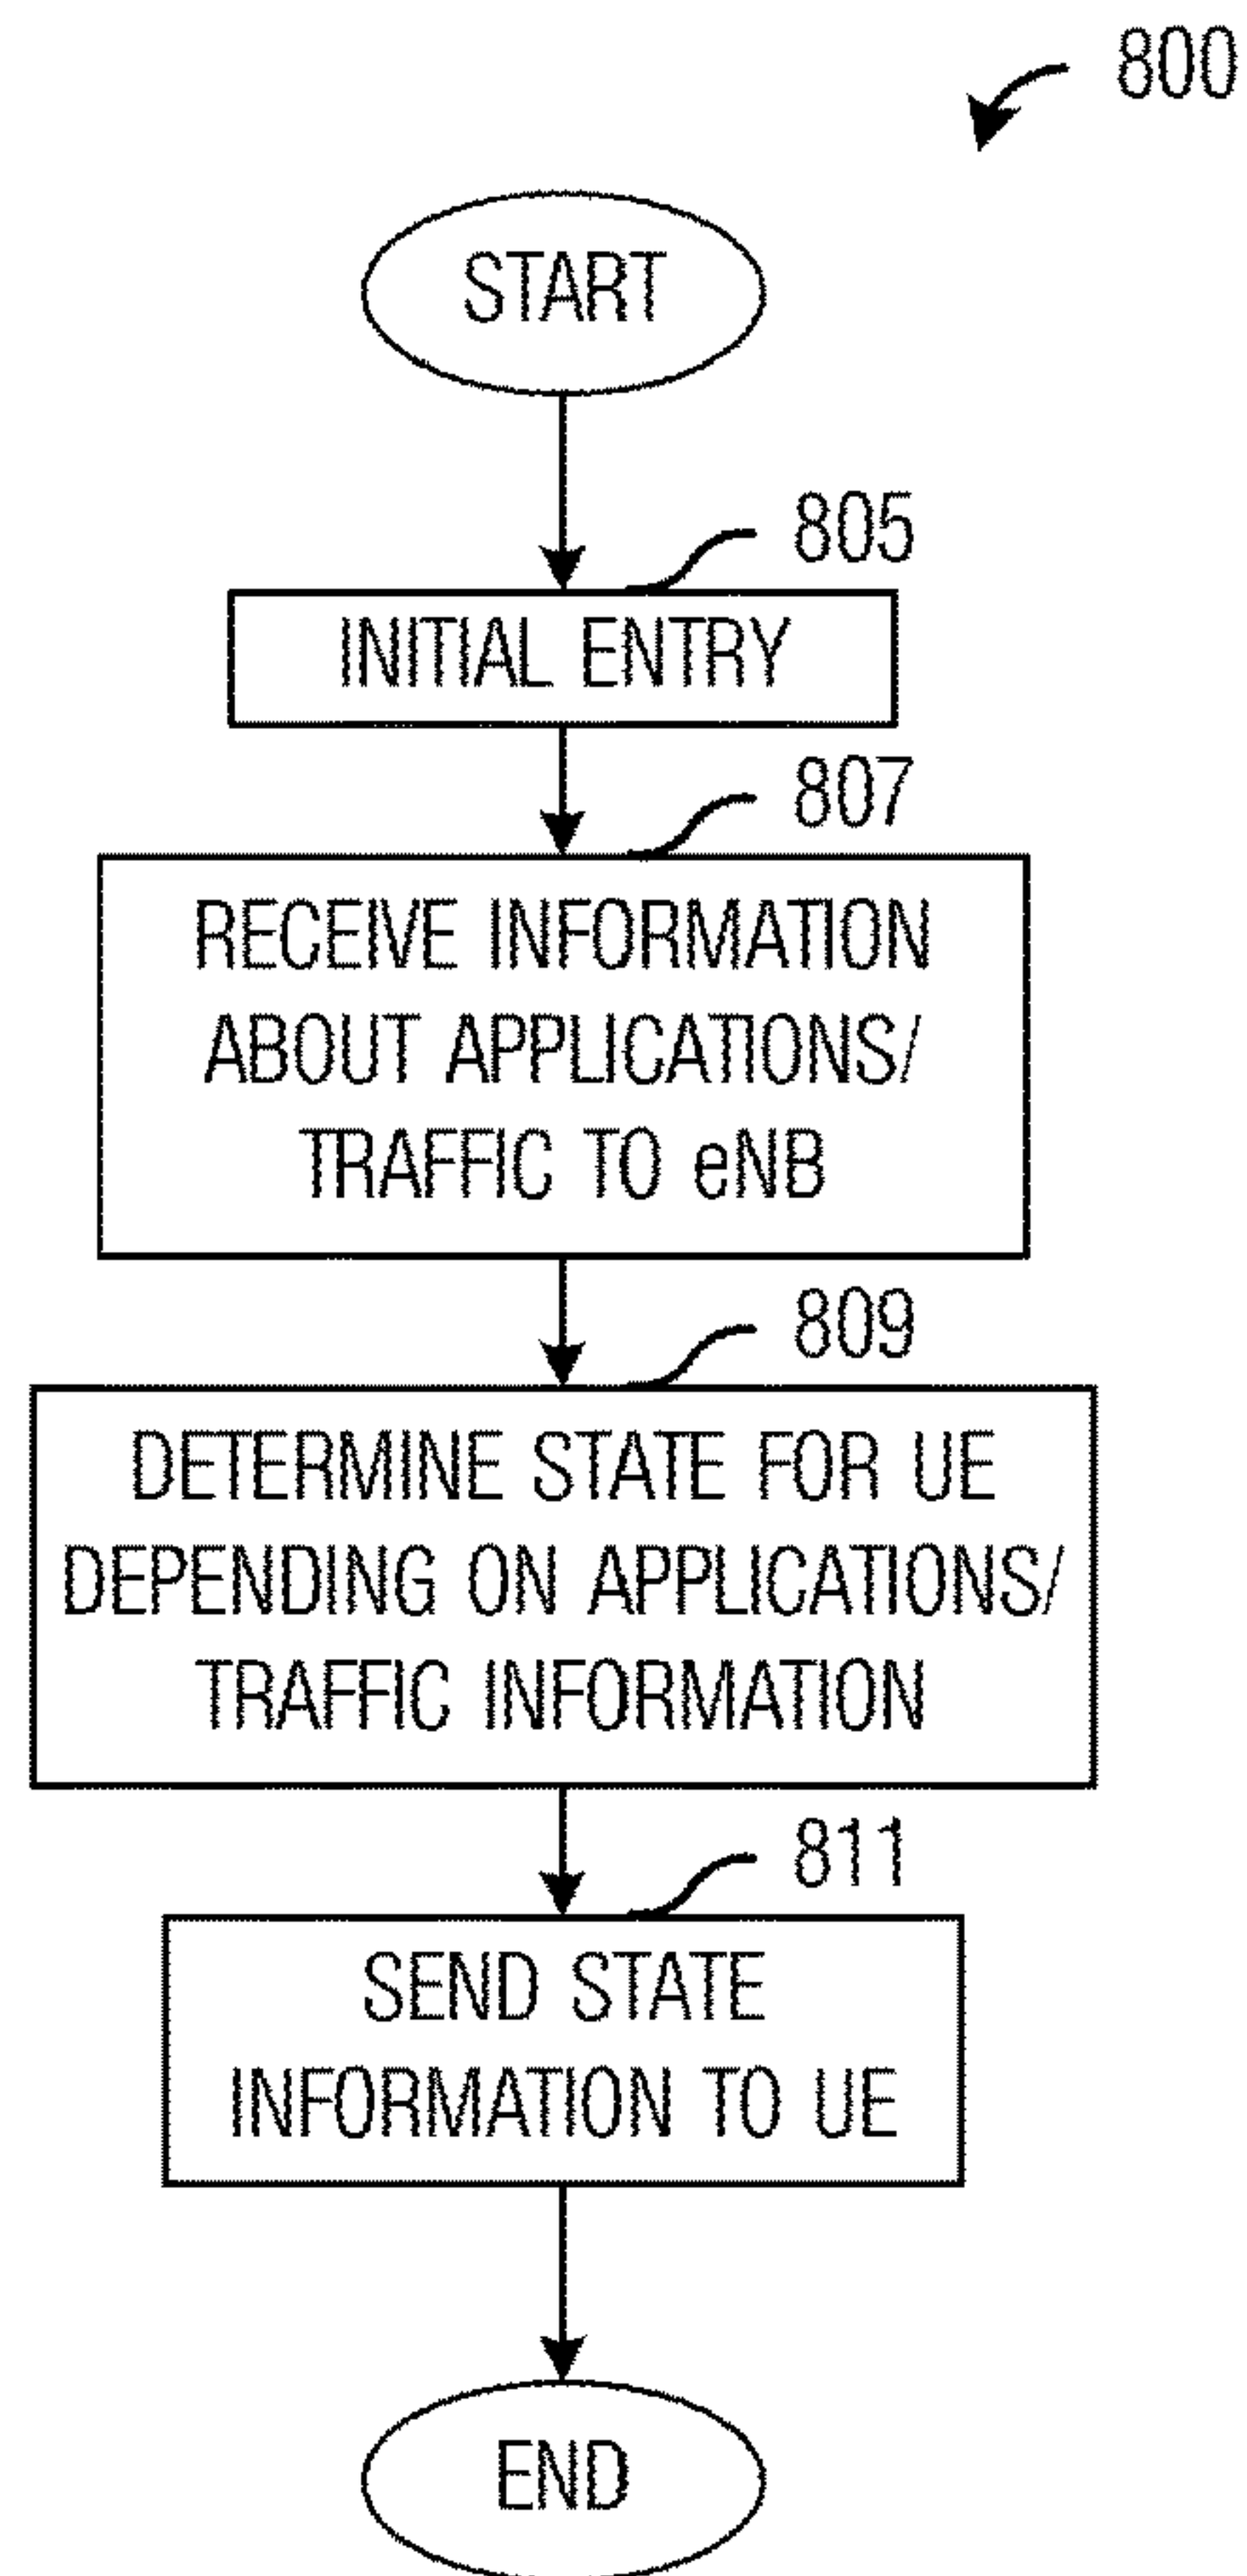 800
START
805
INITIAL ENTRY
807
RECEIVE INFORMATION
ABOUT APPLICATIONS/
TRAFFIC TO eNB
809
DETERMINE STATE FOR UE
DEPENDING ON APPLICATIONS/
TRAFFIC INFORMATION
811
SEND STATE
INFORMATION TO UE
END